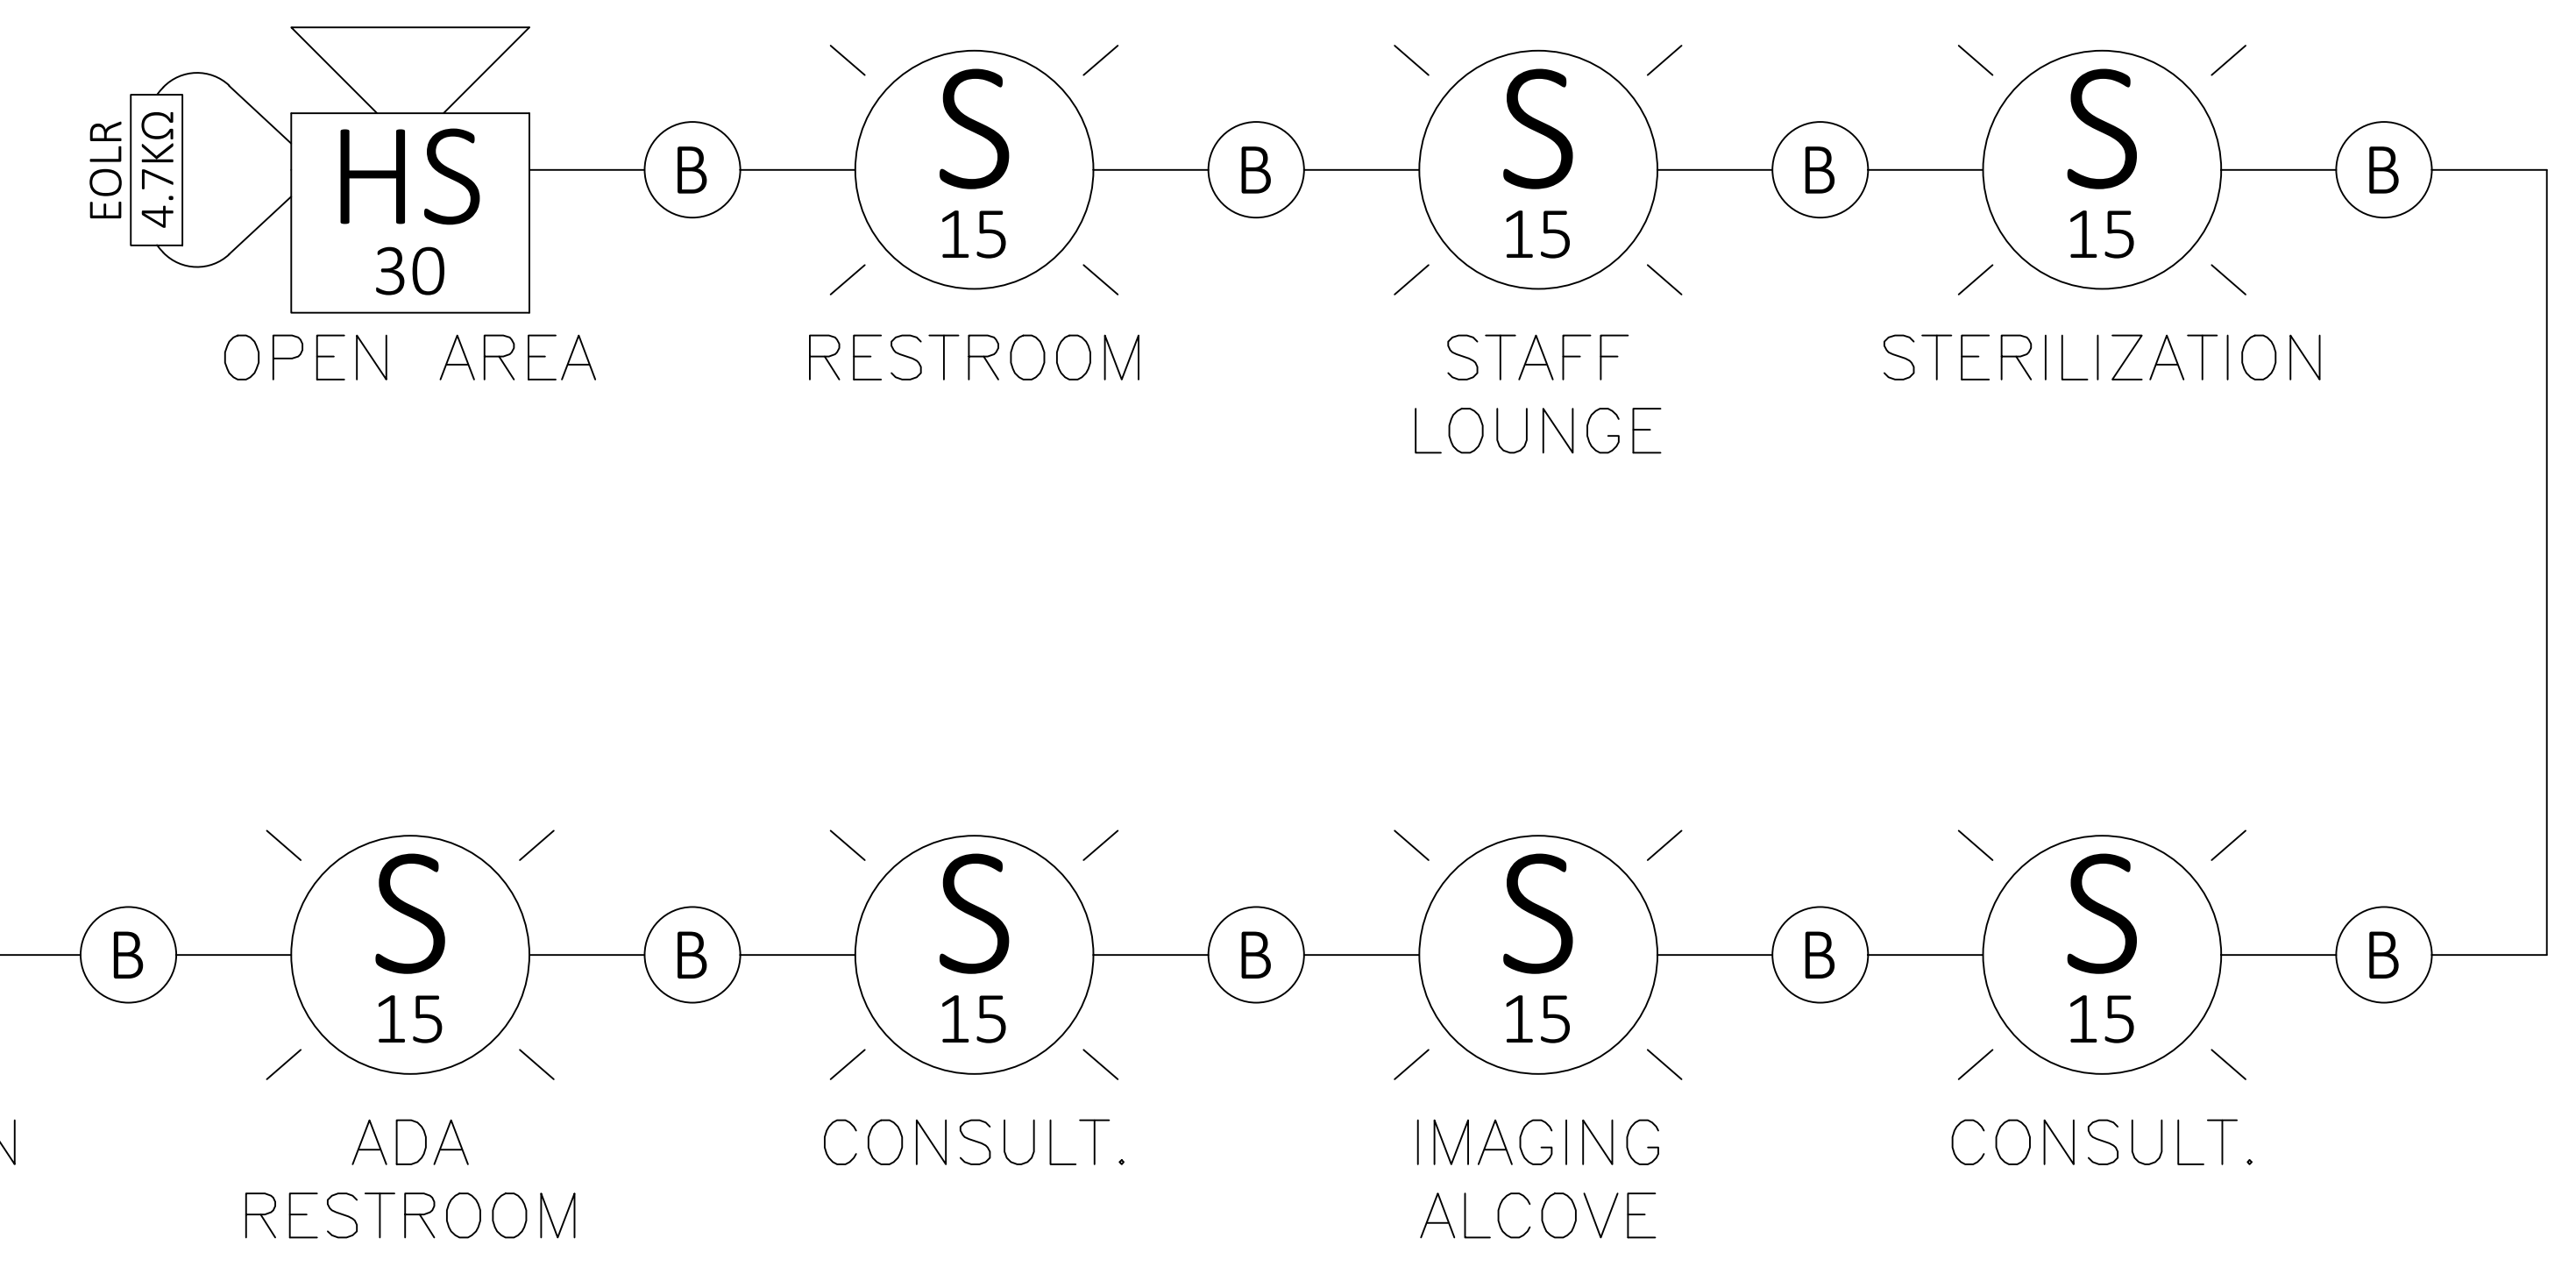 EOLR
4.7KΩ
HS
30
OPEN AREA
B
S
15
RESTROOM
B
S
15
STAFF
LOUNGE
B
S
15
STERILIZATION
B
N
B
S
15
ADA
RESTROOM
B
S
15
CONSULT.
B
S
15
IMAGING
ALCOVE
B
S
15
CONSULT.
B